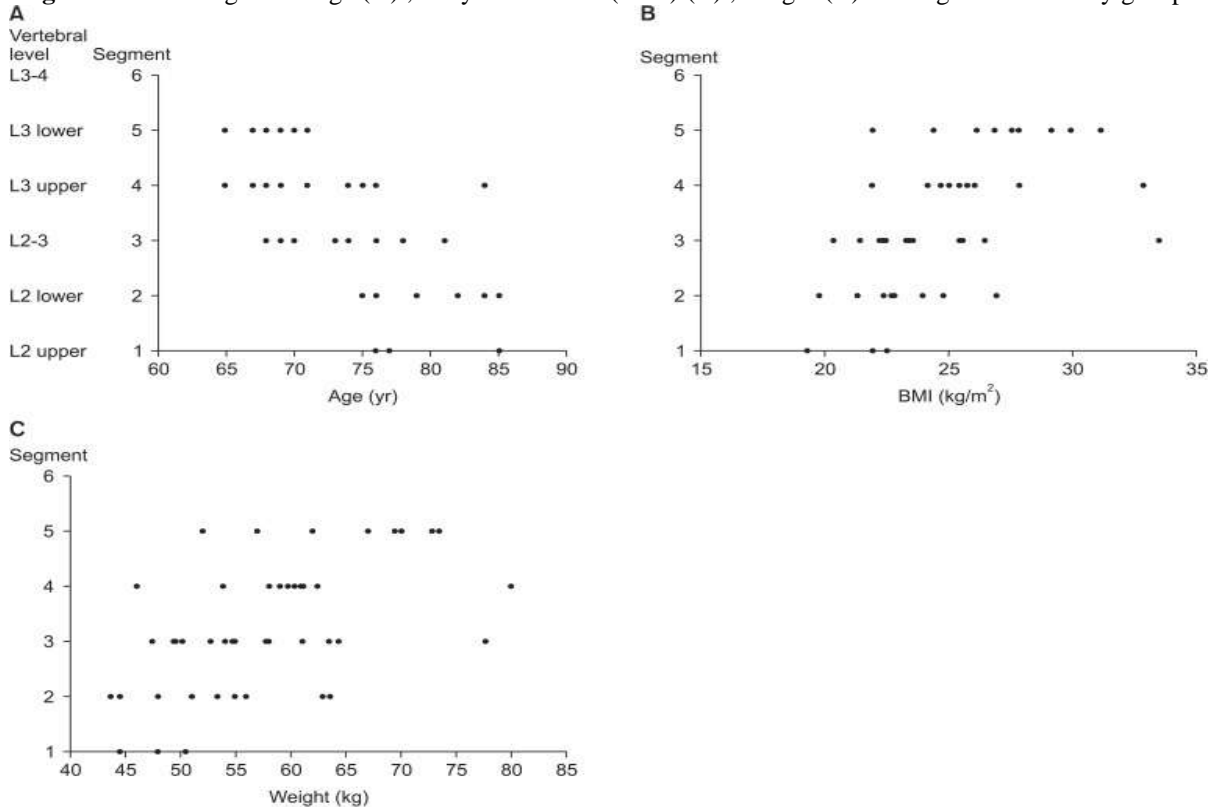 A
Vertebral
level Segment
L3-4 6
L3 lower 5
L3 upper 4
L2-3 3
L2 lower 2
L2 upper 1
60 65 70 75 80 85 90
Age (yr)
B
Segment
6
5
4
3
2
1
15 20 25 30 35
BMI (kg/m²)
C
Segment
6
5
4
3
2
1
40 45 50 55 60 65 70 75 80 85
Weight (kg)